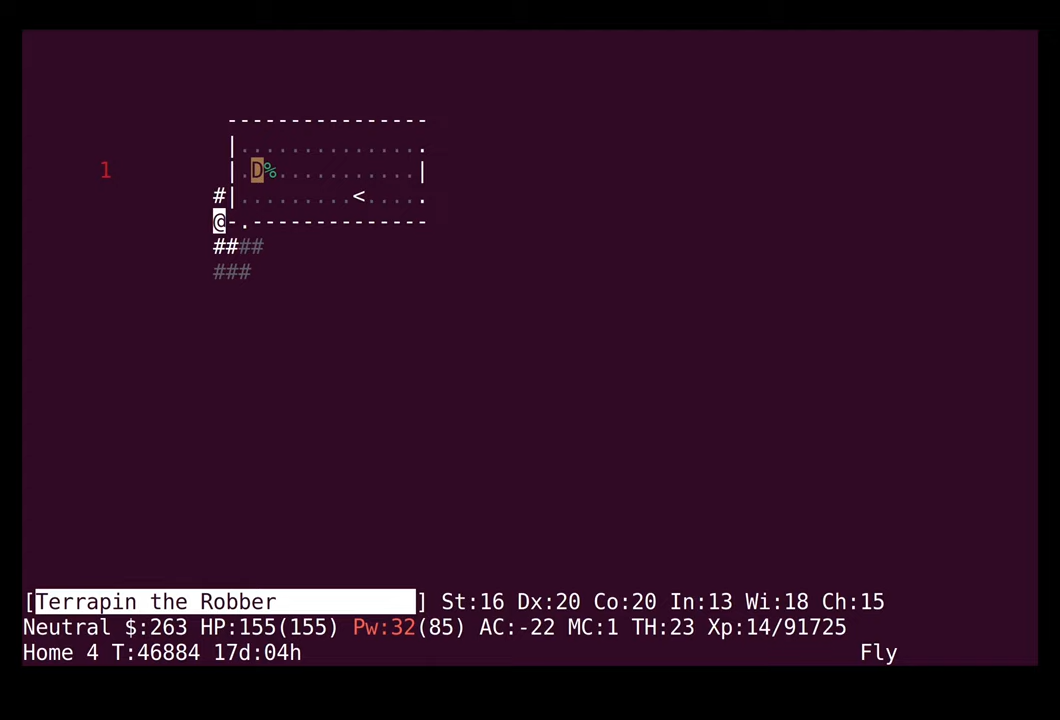 ---------------
|..............
1 |.D%...........|
#||.........<.....
@-.--------------
####
###
[Terrapin the Robber ] St:16 Dx:20 Co:20 In:13 Wi:18 Ch:15
Neutral $:263 HP:155(155) Pw:32(85) AC:-22 MC:1 TH:23 Xp:14/91725
Home 4 T:46884 17d:04h Fly